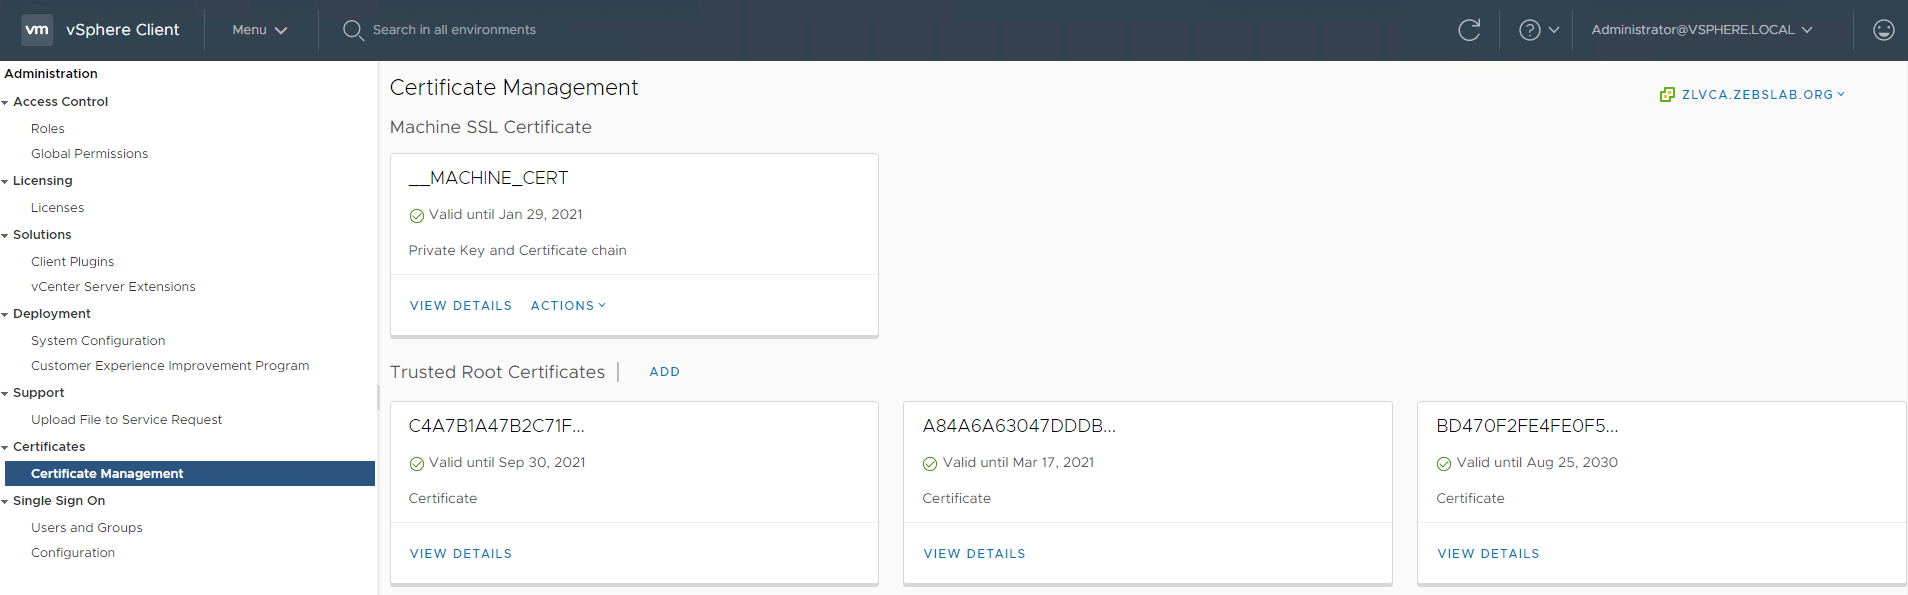 vm vSphere Client Menu Search in all environments Administrator@VSPHERE.LOCAL
Administration
Access Control
Roles
Global Permissions
Licensing
Licenses
Solutions
Client Plugins
vCenter Server Extensions
Deployment
System Configuration
Customer Experience Improvement Program
Support
Upload File to Service Request
Certificates
Certificate Management
Single Sign On
Users and Groups
Configuration
Certificate Management
ZLVCA.ZEBSLAB.ORG
Machine SSL Certificate
__MACHINE_CERT
Valid until Jan 29, 2021
Private Key and Certificate chain
VIEW DETAILS ACTIONS
Trusted Root Certificates | ADD
C4A7B1A47B2C71F...
Valid until Sep 30, 2021
Certificate
VIEW DETAILS
A84A6A63047DDDB...
Valid until Mar 17, 2021
Certificate
VIEW DETAILS
BD470F2FE4FE0F5...
Valid until Aug 25, 2030
Certificate
VIEW DETAILS